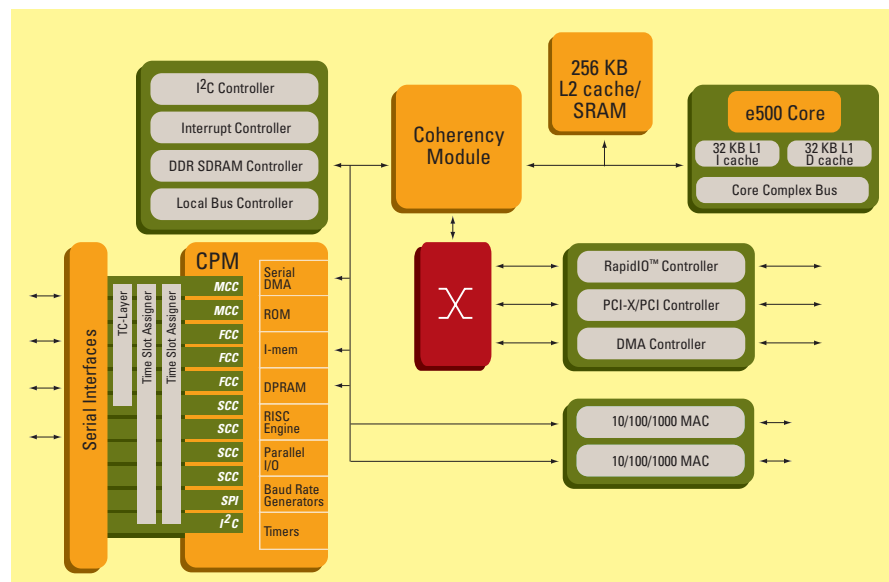 I²C Controller
Interrupt Controller
DDR SDRAM Controller
Local Bus Controller
Coherency
Module
256 KB
L2 cache/
SRAM
e500 Core
32 KB L1
I cache
32 KB L1
D cache
Core Complex Bus
Serial Interfaces
TC-Layer
Time Slot Assigner
Time Slot Assigner
CPM
MCC
MCC
FCC
FCC
FCC
SCC
SCC
SCC
SCC
SPI
I²C
Serial
DMA
ROM
I-mem
DPRAM
RISC
Engine
Parallel
I/O
Baud Rate
Generators
Timers
RapidIO™ Controller
PCI-X/PCI Controller
DMA Controller
10/100/1000 MAC
10/100/1000 MAC